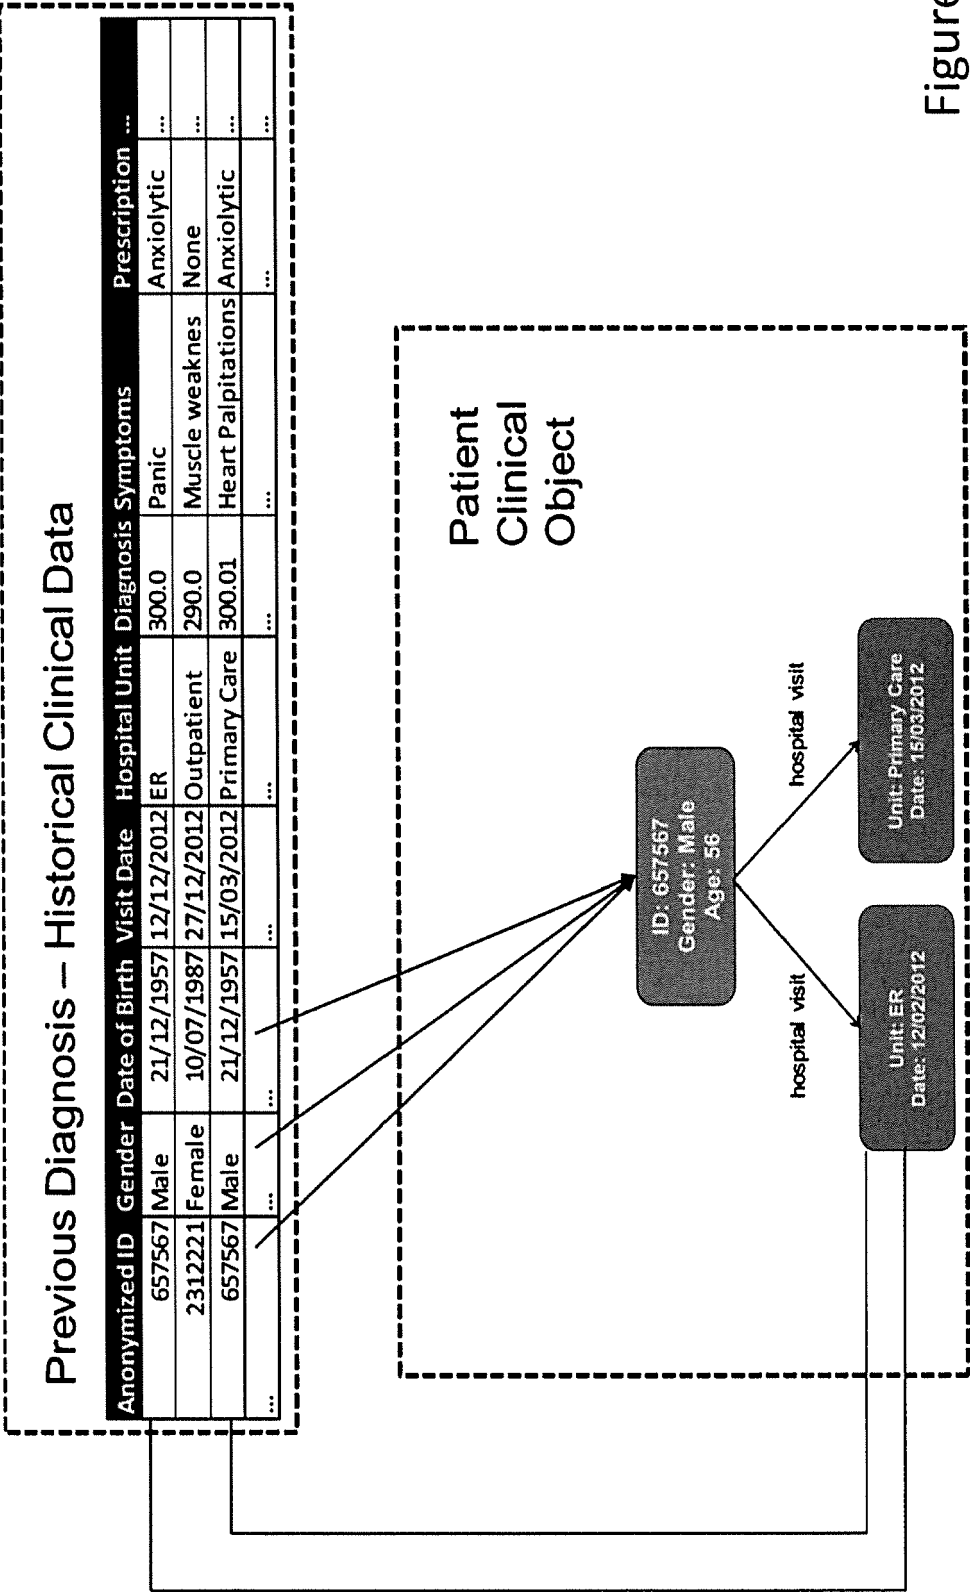 Previous Diagnosis – Historical Clinical Data
Anonymized ID Gender Date of Birth Visit Date Hospital Unit Diagnosis Symptoms Prescription ...
657567 Male 21/12/1957 12/12/2012 ER 300.0 Panic Anxiolytic ...
2312221 Female 10/07/1987 27/12/2012 Outpatient 290.0 Muscle weaknes None ...
657567 Male 21/12/1957 15/03/2012 Primary Care 300.01 Heart Palpitations Anxiolytic ...
... ... ... ... ... ... ... ... ...
Patient
Clinical
Object
ID: 657567
Gender: Male
Age: 56
hospital visit
hospital visit
Unit: ER
Date: 12/02/2012
Unit: Primary Care
Date: 15/03/2012
Figure